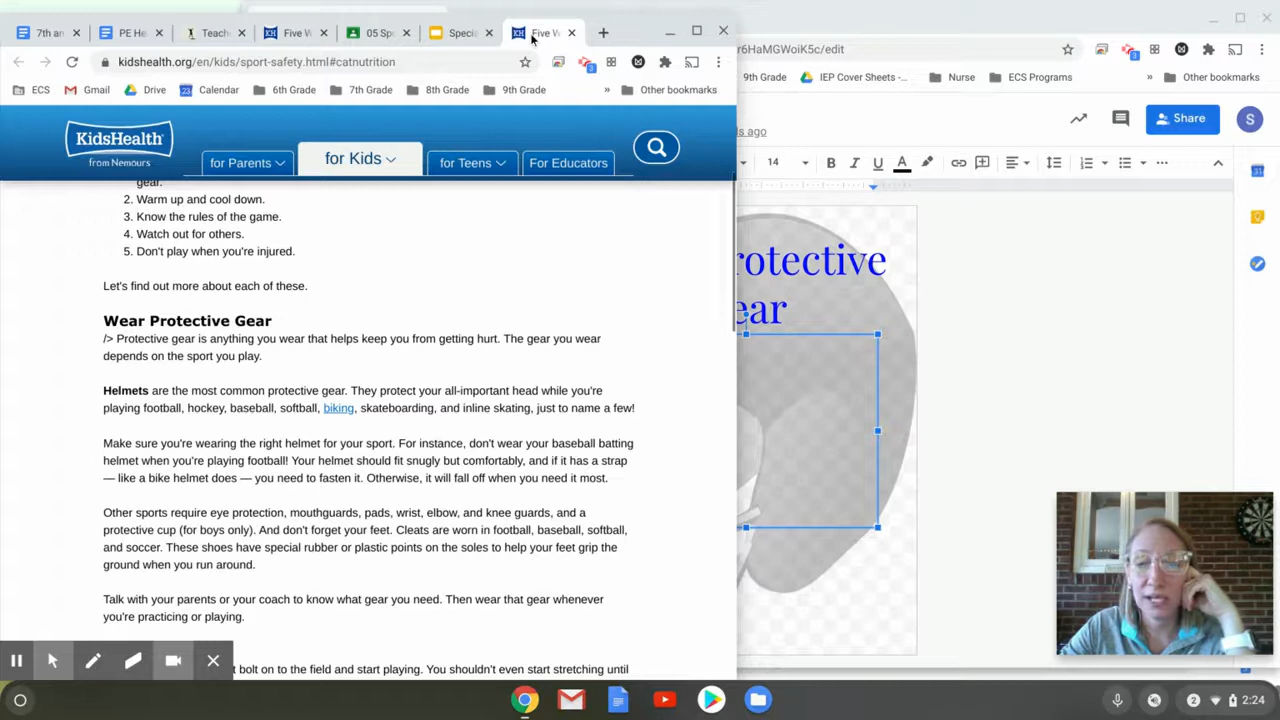 7th an
PE He
Teach
Five W
05 Spo
Specia
Five W
kidshealth.org/en/kids/sport-safety.html#catnutrition
3
r6HaMGWoiK5c/edit
3
ECS
Gmail
Drive
Calendar
6th Grade
7th Grade
8th Grade
9th Grade
»
Other bookmarks
9th Grade
IEP Cover Sheets -...
Nurse
ECS Programs
»
Other bookmarks
KidsHealth
from Nemours
for Parents
for Kids
for Teens
For Educators
ds ago
Share
S
14
B I U A
gear.
2. Warm up and cool down.
3. Know the rules of the game.
4. Watch out for others.
5. Don't play when you're injured.
Let's find out more about each of these.
Wear Protective Gear
/> Protective gear is anything you wear that helps keep you from getting hurt. The gear you wear
depends on the sport you play.
Helmets are the most common protective gear. They protect your all-important head while you're
playing football, hockey, baseball, softball, biking, skateboarding, and inline skating, just to name a few!
Make sure you're wearing the right helmet for your sport. For instance, don't wear your baseball batting
helmet when you're playing football! Your helmet should fit snugly but comfortably, and if it has a strap
— like a bike helmet does — you need to fasten it. Otherwise, it will fall off when you need it most.
Other sports require eye protection, mouthguards, pads, wrist, elbow, and knee guards, and a
protective cup (for boys only). And don't forget your feet. Cleats are worn in football, baseball, softball,
and soccer. These shoes have special rubber or plastic points on the soles to help your feet grip the
ground when you run around.
Talk with your parents or your coach to know what gear you need. Then wear that gear whenever
you're practicing or playing.
t bolt on to the field and start playing. You shouldn't even start stretching until
rotective
ear
2
2:24